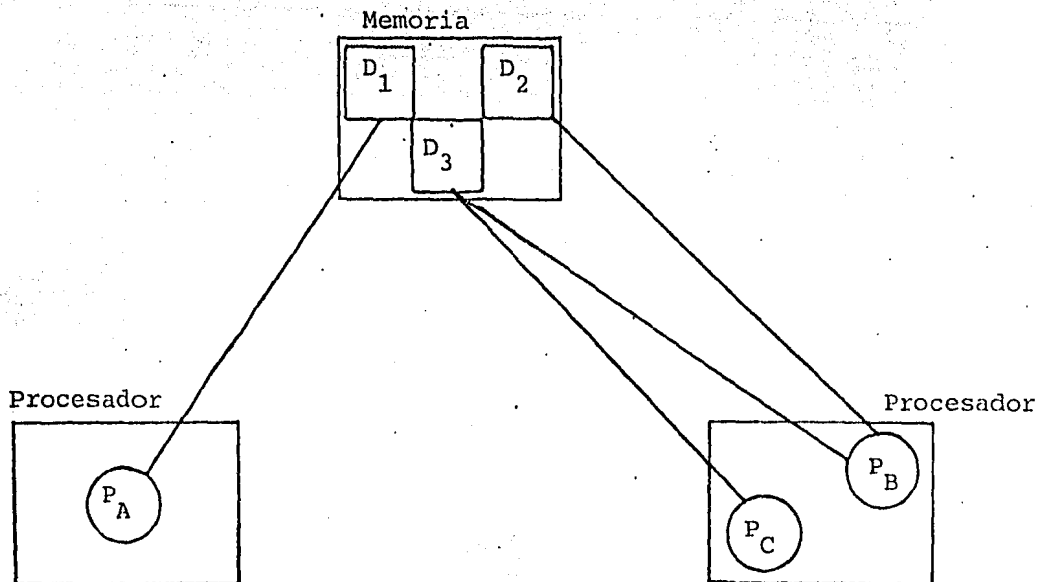 Memoria
D1
D2
D3
Procesador
Procesador
PA
PB
PC